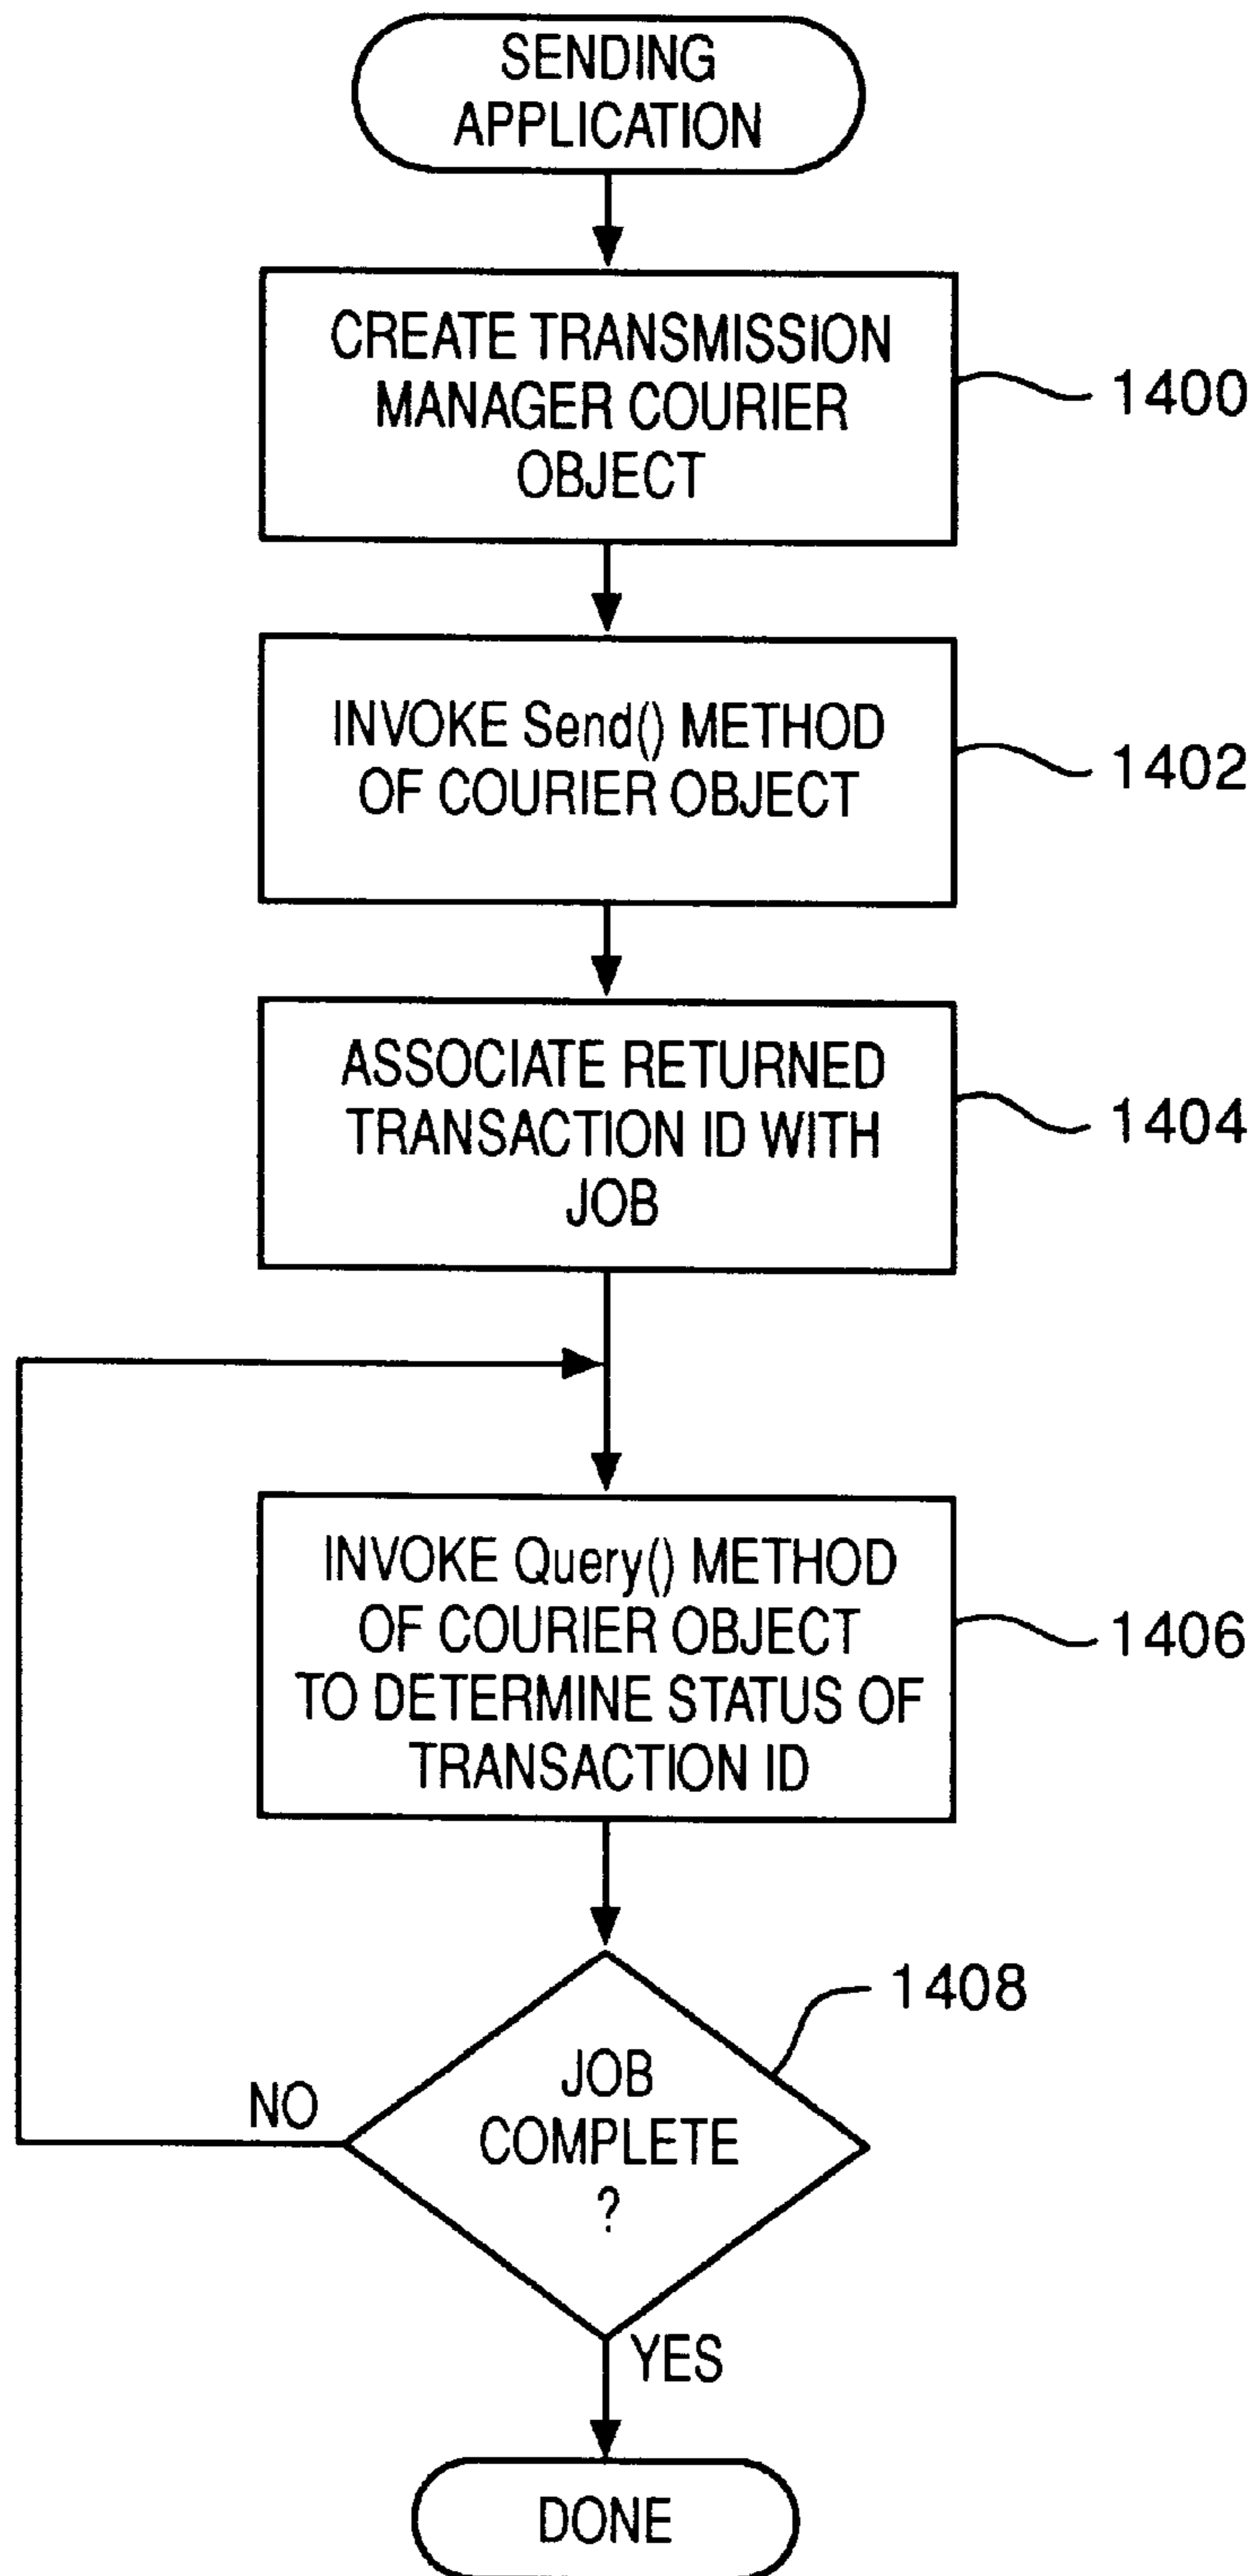 SENDING
APPLICATION
CREATE TRANSMISSION
MANAGER COURIER
OBJECT
1400
INVOKE Send() METHOD
OF COURIER OBJECT
1402
ASSOCIATE RETURNED
TRANSACTION ID WITH
JOB
1404
INVOKE Query() METHOD
OF COURIER OBJECT
TO DETERMINE STATUS OF
TRANSACTION ID
1406
1408
JOB
COMPLETE
?
NO
YES
DONE